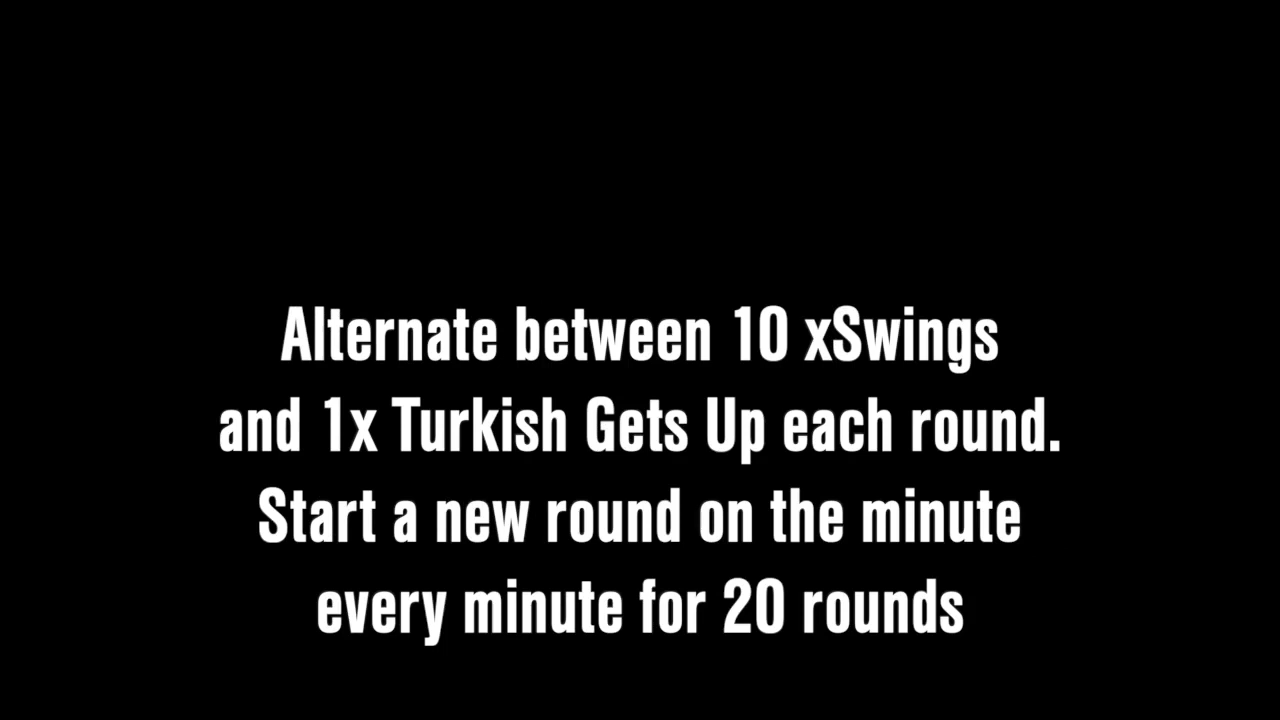 Alternate between 10 xSwings
and 1x Turkish Gets Up each round.
Start a new round on the minute
every minute for 20 rounds